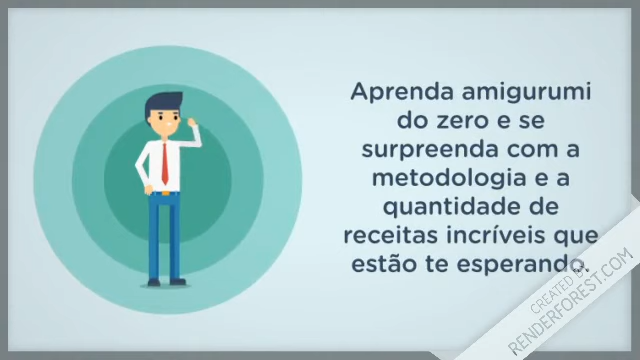 Aprenda amigurumi
do zero e se
surpreenda com a
metodologia e a
quantidade de
receitas incríveis que
estão te esperando.
CREATED BY
RENDERFOREST.COM